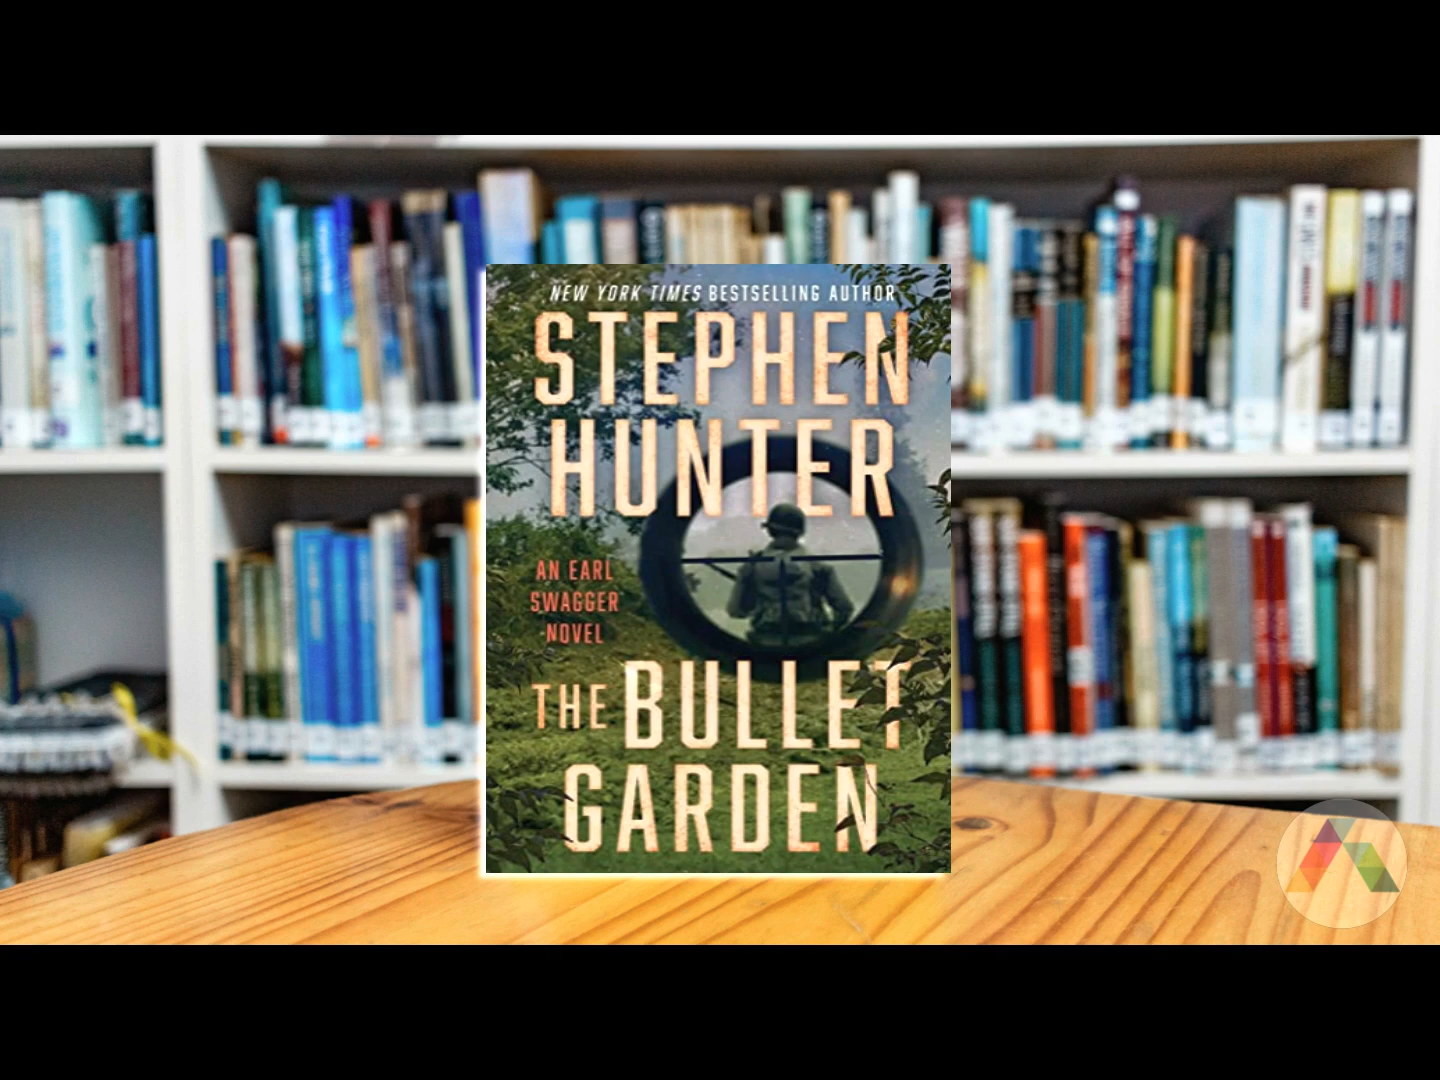 NEW YORK TIMES BESTSELLING AUTHOR
STEPHEN
HUNTER
AN EARL
SWAGGER
NOVEL
THE BULLET
GARDEN